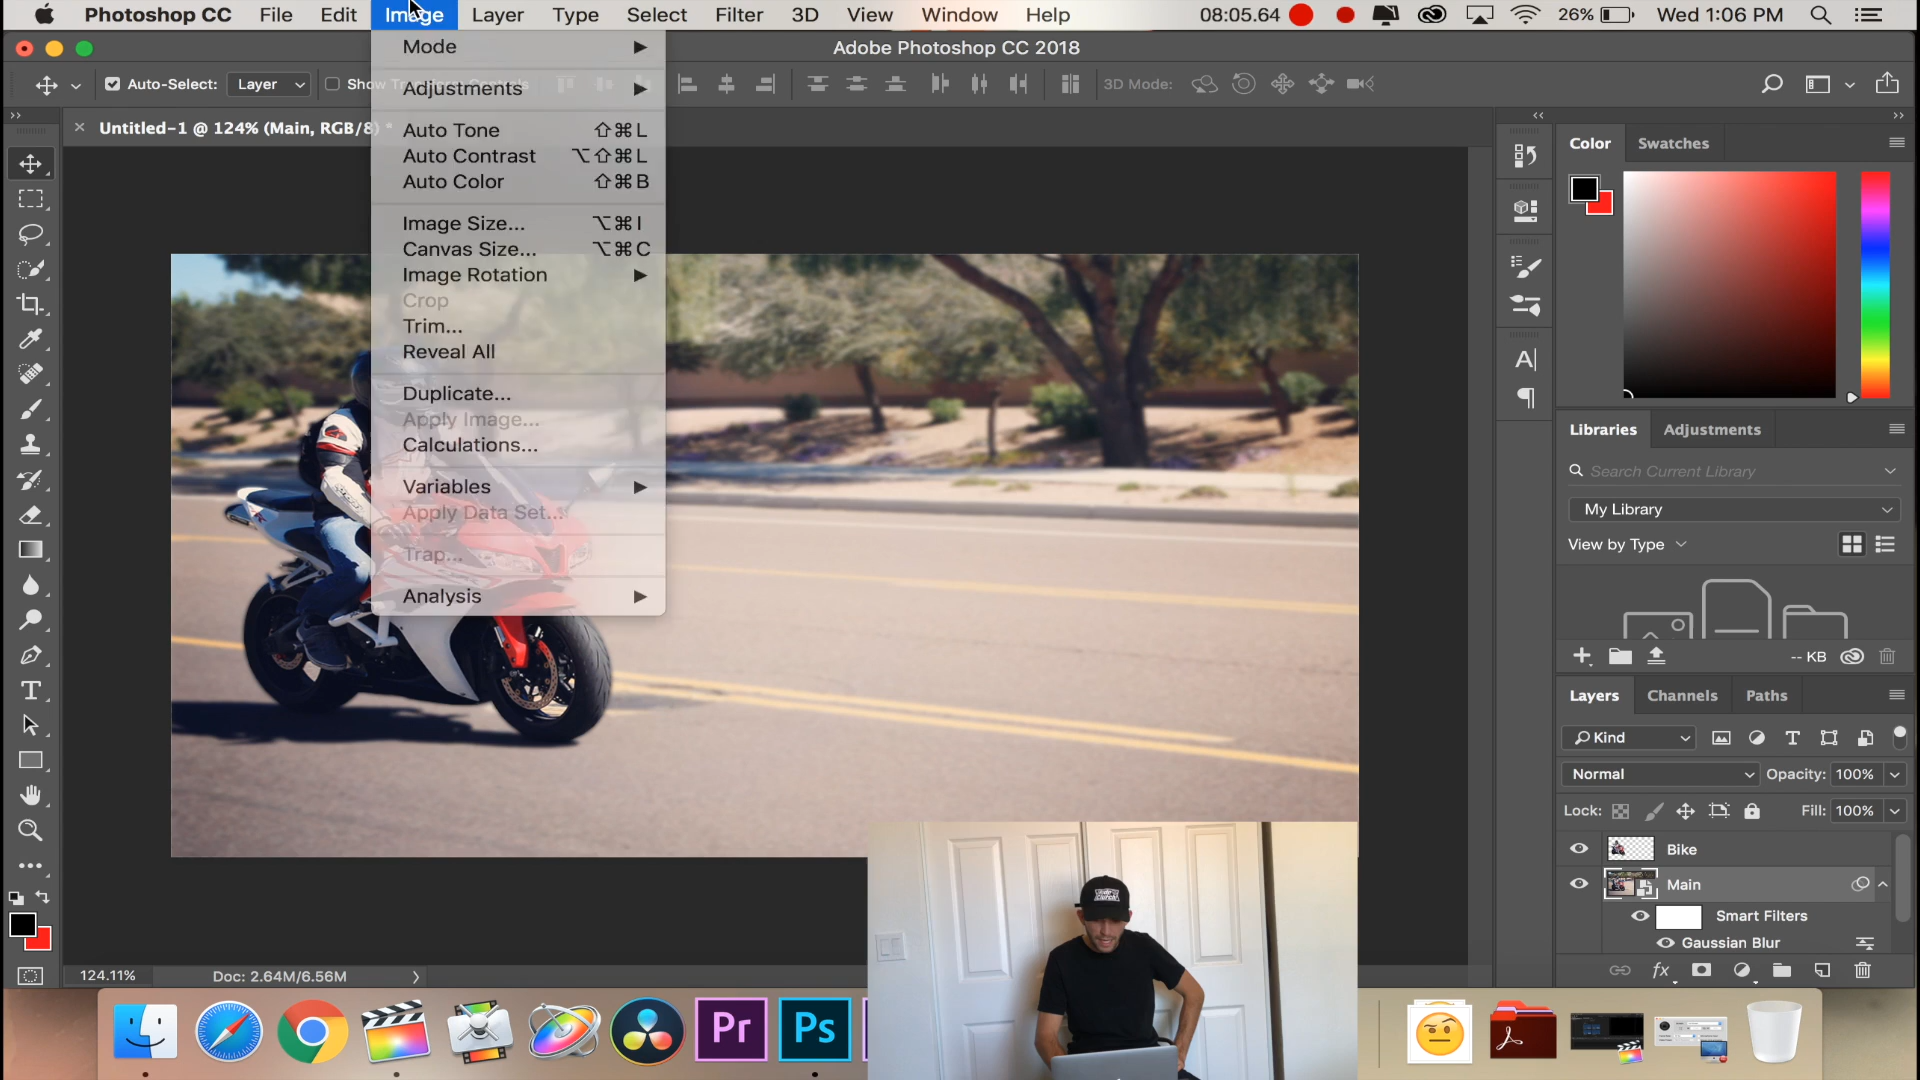 Photoshop CC File Edit Image Layer Type Select Filter 3D View Window Help 08:05.64 26% Wed 1:06 PM
Adobe Photoshop CC 2018
Auto-Select: Layer Show Transform Controls 3D Mode:
Untitled-1 @ 124% (Main, RGB/8) *
Mode
Adjustments
Auto Tone ⇧⌘L
Auto Contrast ⌥⇧⌘L
Auto Color ⇧⌘B
Image Size... ⌥⌘I
Canvas Size... ⌥⌘C
Image Rotation
Crop
Trim...
Reveal All
Duplicate...
Apply Image...
Calculations...
Variables
Apply Data Set...
Trap...
Analysis
Color Swatches
Libraries Adjustments
Search Current Library
My Library
View by Type
-- KB
Layers Channels Paths
Kind
Normal Opacity: 100%
Lock: Fill: 100%
Bike
Main
Smart Filters
Gaussian Blur
fx
124.11% Doc: 2.64M/6.56M
Pr Ps